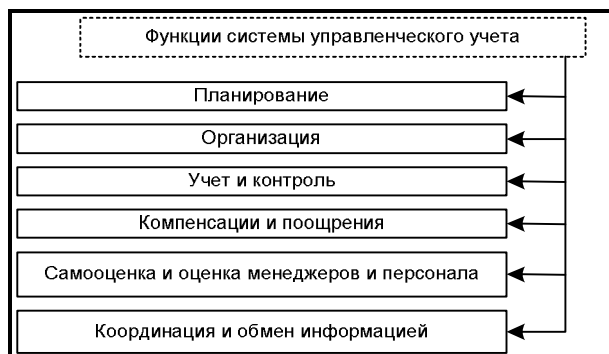 Функции системы управленческого учета
Планирование
Организация
Учет и контроль
Компенсации и поощрения
Самооценка и оценка менеджеров и персонала
Координация и обмен информацией